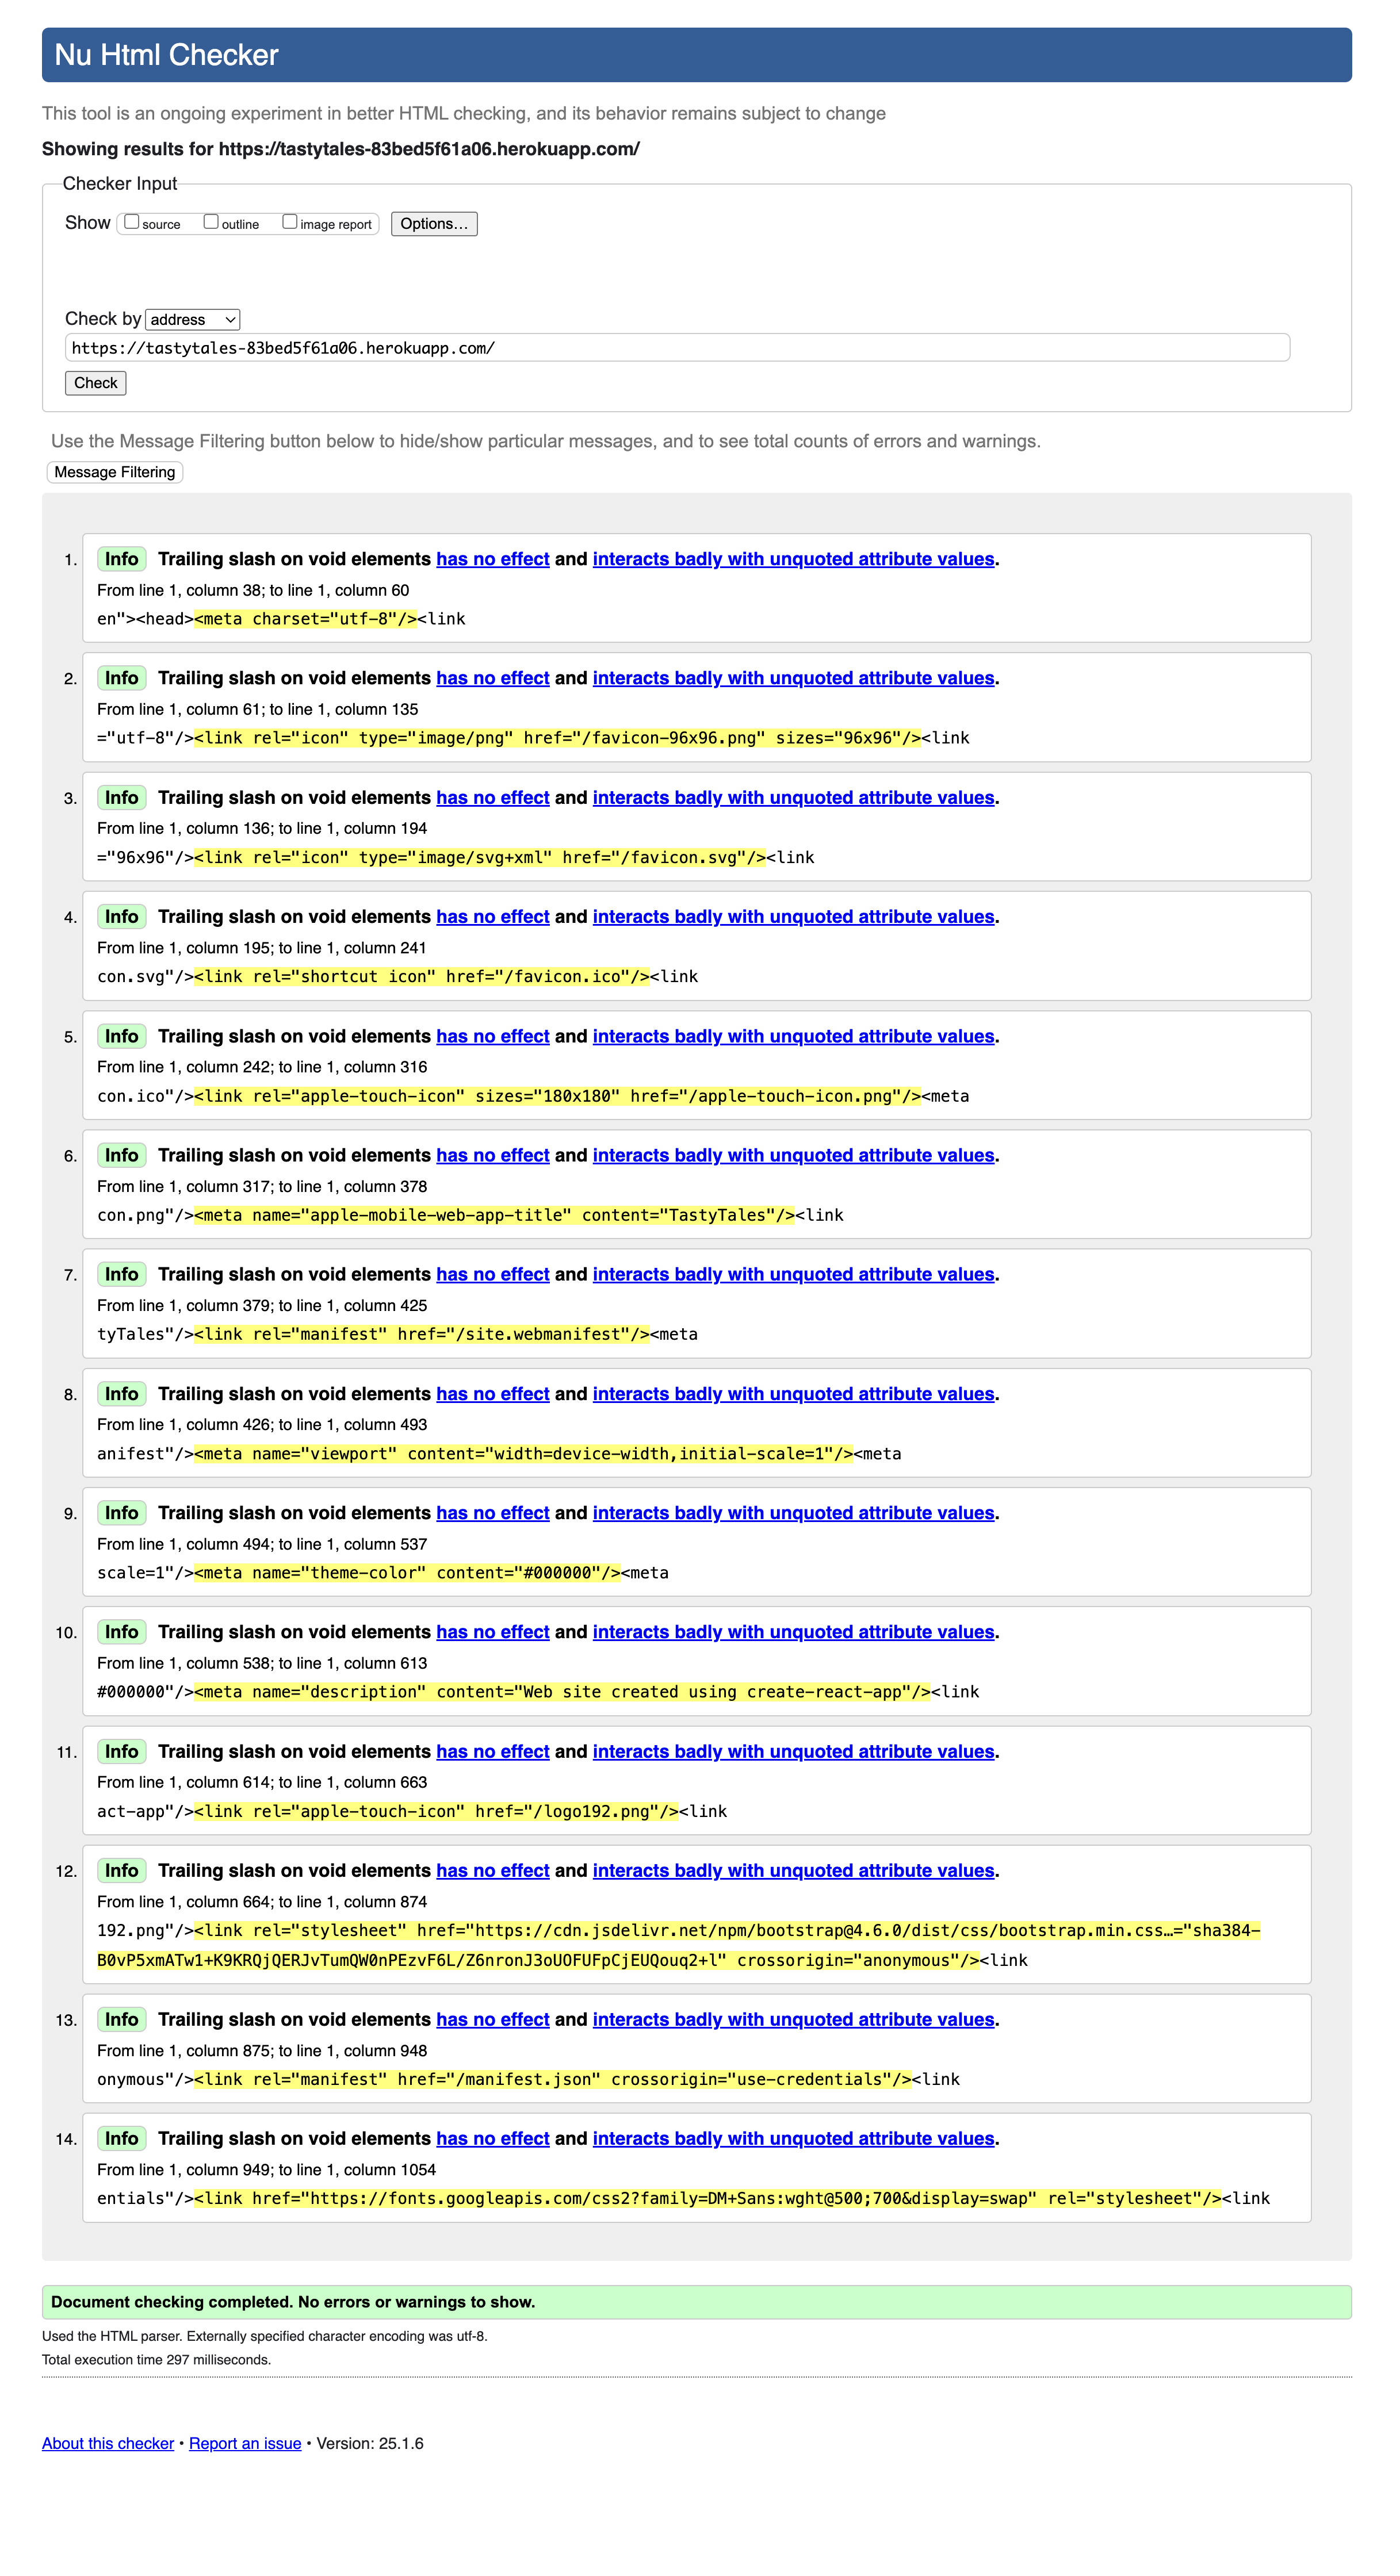 Nu Html Checker
This tool is an ongoing experiment in better HTML checking, and its behavior remains subject to change
Showing results for https://tastytales-83bed5f61a06.herokuapp.com/
Checker Input
Show source outline image report Options...
Check by address
https://tastytales-83bed5f61a06.herokuapp.com/
Check
Use the Message Filtering button below to hide/show particular messages, and to see total counts of errors and warnings.
Message Filtering
1. Info Trailing slash on void elements has no effect and interacts badly with unquoted attribute values.
From line 1, column 38; to line 1, column 60
en"><head><meta charset="utf-8"/><link
2. Info Trailing slash on void elements has no effect and interacts badly with unquoted attribute values.
From line 1, column 61; to line 1, column 135
="utf-8"/><link rel="icon" type="image/png" href="/favicon-96x96.png" sizes="96x96"/><link
3. Info Trailing slash on void elements has no effect and interacts badly with unquoted attribute values.
From line 1, column 136; to line 1, column 194
="96x96"/><link rel="icon" type="image/svg+xml" href="/favicon.svg"/><link
4. Info Trailing slash on void elements has no effect and interacts badly with unquoted attribute values.
From line 1, column 195; to line 1, column 241
con.svg"/><link rel="shortcut icon" href="/favicon.ico"/><link
5. Info Trailing slash on void elements has no effect and interacts badly with unquoted attribute values.
From line 1, column 242; to line 1, column 316
con.ico"/><link rel="apple-touch-icon" sizes="180x180" href="/apple-touch-icon.png"/><meta
6. Info Trailing slash on void elements has no effect and interacts badly with unquoted attribute values.
From line 1, column 317; to line 1, column 378
con.png"/><meta name="apple-mobile-web-app-title" content="TastyTales"/><link
7. Info Trailing slash on void elements has no effect and interacts badly with unquoted attribute values.
From line 1, column 379; to line 1, column 425
tyTales"/><link rel="manifest" href="/site.webmanifest"/><meta
8. Info Trailing slash on void elements has no effect and interacts badly with unquoted attribute values.
From line 1, column 426; to line 1, column 493
anifest"/><meta name="viewport" content="width=device-width,initial-scale=1"/><meta
9. Info Trailing slash on void elements has no effect and interacts badly with unquoted attribute values.
From line 1, column 494; to line 1, column 537
scale=1"/><meta name="theme-color" content="#000000"/><meta
10. Info Trailing slash on void elements has no effect and interacts badly with unquoted attribute values.
From line 1, column 538; to line 1, column 613
#000000"/><meta name="description" content="Web site created using create-react-app"/><link
11. Info Trailing slash on void elements has no effect and interacts badly with unquoted attribute values.
From line 1, column 614; to line 1, column 663
act-app"/><link rel="apple-touch-icon" href="/logo192.png"/><link
12. Info Trailing slash on void elements has no effect and interacts badly with unquoted attribute values.
From line 1, column 664; to line 1, column 874
192.png"/><link rel="stylesheet" href="https://cdn.jsdelivr.net/npm/bootstrap@4.6.0/dist/css/bootstrap.min.css…="sha384-
B0vP5xmATw1+K9KRQjQERJvTumQW0nPEzvF6L/Z6nronJ3oUOFUFpCjEUQouq2+l" crossorigin="anonymous"/><link
13. Info Trailing slash on void elements has no effect and interacts badly with unquoted attribute values.
From line 1, column 875; to line 1, column 948
onymous"/><link rel="manifest" href="/manifest.json" crossorigin="use-credentials"/><link
14. Info Trailing slash on void elements has no effect and interacts badly with unquoted attribute values.
From line 1, column 949; to line 1, column 1054
entials"/><link href="https://fonts.googleapis.com/css2?family=DM+Sans:wght@500;700&display=swap" rel="stylesheet"/><link
Document checking completed. No errors or warnings to show.
Used the HTML parser. Externally specified character encoding was utf-8.
Total execution time 297 milliseconds.
About this checker • Report an issue • Version: 25.1.6